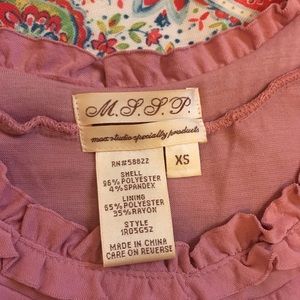 M.S.S.P.
max studio specialty products
XS
RN#58822
SHELL
96% POLYESTER
4% SPANDEX
LINING
65% POLYESTER
35% RAYON
STYLE
1R05G52
MADE IN CHINA
CARE ON REVERSE